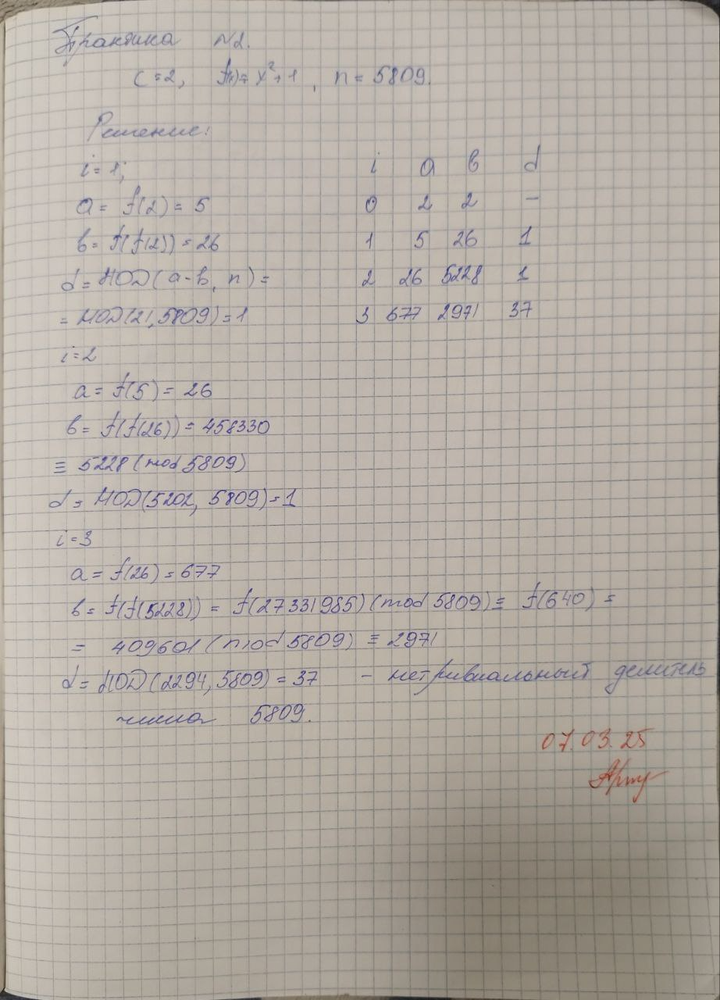 Практика №2.
C=2, f(x)=x²+1, n=5809.
Решение:
i=1;
a= f(2)=5
b= f(f(2))=26
d=НОД(a-b, n)=
=НОД(21,5809)=1
i a b d
0 2 2 –
1 5 26 1
2 26 5228 1
3 677 2971 37
i=2
a= f(5)=26
b= f(f(26))=458330
≡ 5228 (mod 5809)
d= НОД(5202, 5809)=1
i=3
a= f(26)=677
b= f(f(5228))= f(27331985)(mod 5809)≡ f(640)=
= 409601 (mod 5809) ≡ 2971
d=НОД(2294,5809)=37 – нетривиальный делитель
числа 5809.
07.03.25